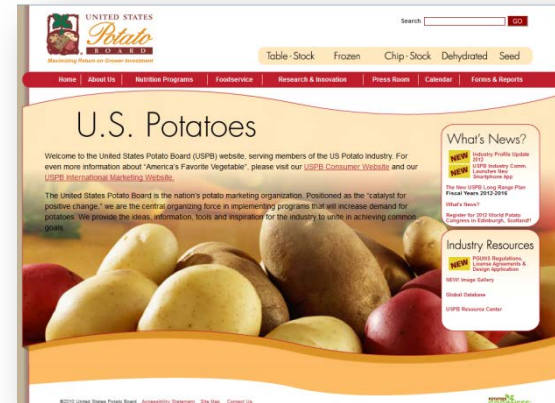 UNITED STATES
Potato
BOARD
Maximizing Return on Grower Investment
Search
GO
Table-Stock Frozen Chip-Stock Dehydrated Seed
Home About Us Nutrition Programs Foodservice Research & Innovation Press Room Calendar Forms & Reports
U.S. Potatoes
Welcome to the United States Potato Board (USPB) website, serving members of the US Potato Industry. For
even more information about "America's Favorite Vegetable", please visit our USPB Consumer Website and our
USPB International Marketing Website.
The United States Potato Board is the nation's potato marketing organization. Positioned as the "catalyst for
positive change," we are the central organizing force in implementing programs that will increase demand for
potatoes. We provide the ideas, information, tools and inspiration for the industry to unite in achieving common
goals.
What's News?
NEW Industry Profile Update
2012
NEW USPB Industry Comm.
Launches New
Smartphone App
The New USPB Long Range Plan
Fiscal Years 2012-2016
What's News?
Register for 2012 World Potato
Congress in Edinburgh, Scotland!!
Industry Resources
NEW PGI/NS Regulations,
License Agreements &
Design Application
NEW! Image Gallery
Global Database
USPB Resource Center
©2010 United States Potato Board Accessibility Statement Site Map Contact Us